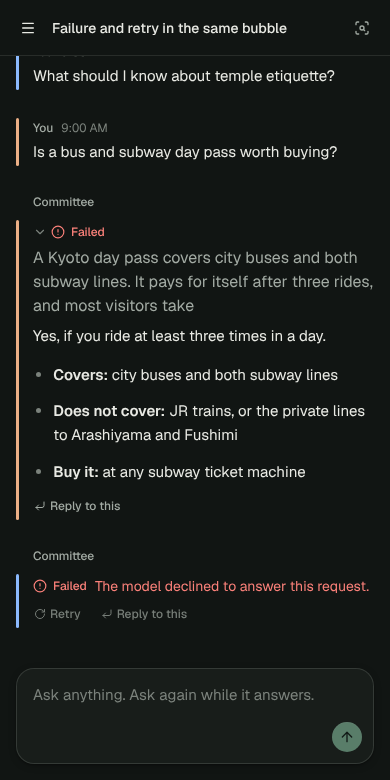 Failure and retry in the same bubble
What should I know about temple etiquette?
You 9:00 AM
Is a bus and subway day pass worth buying?
Committee
Failed
A Kyoto day pass covers city buses and both
subway lines. It pays for itself after three rides,
and most visitors take
Yes, if you ride at least three times in a day.
• Covers: city buses and both subway lines
• Does not cover: JR trains, or the private lines
to Arashiyama and Fushimi
• Buy it: at any subway ticket machine
Reply to this
Committee
Failed The model declined to answer this request.
Retry Reply to this
Ask anything. Ask again while it answers.